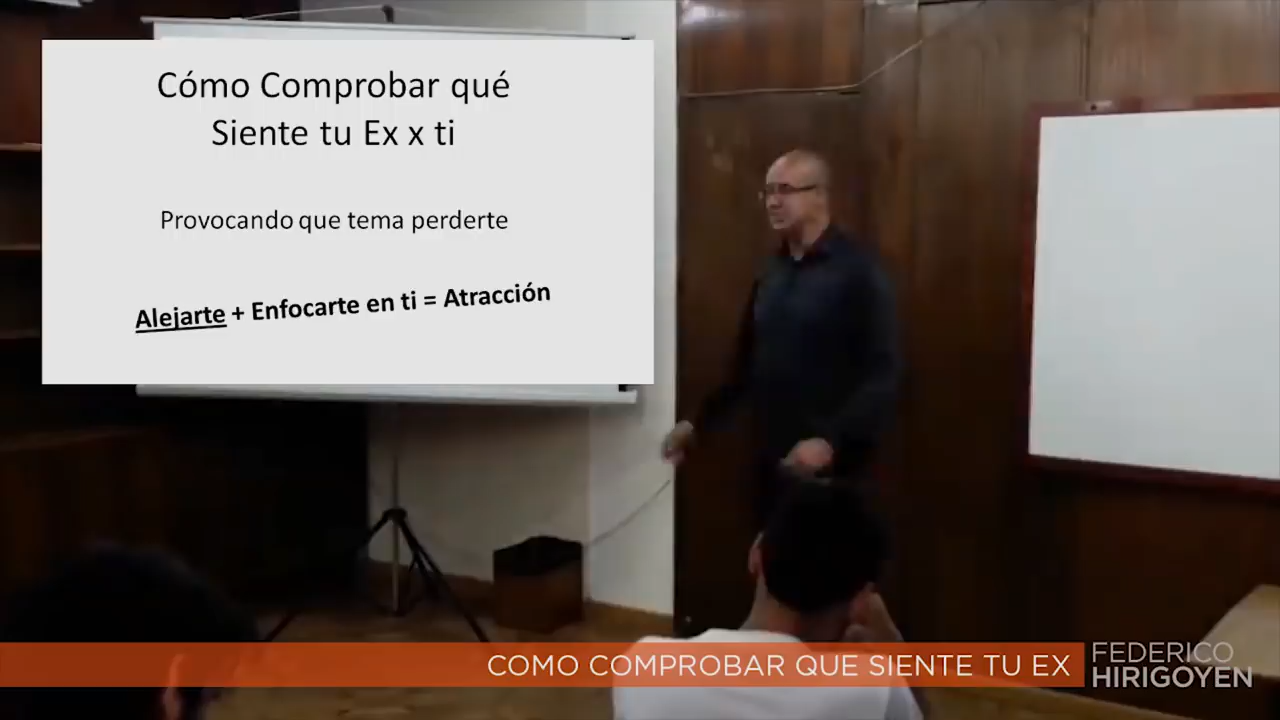 Cómo Comprobar qué
Siente tu Ex x ti
Provocando que tema perderte
Alejarte + Enfocarte en ti = Atracción
COMO COMPROBAR QUE SIENTE TU EX
FEDERICO
HIRIGOYEN